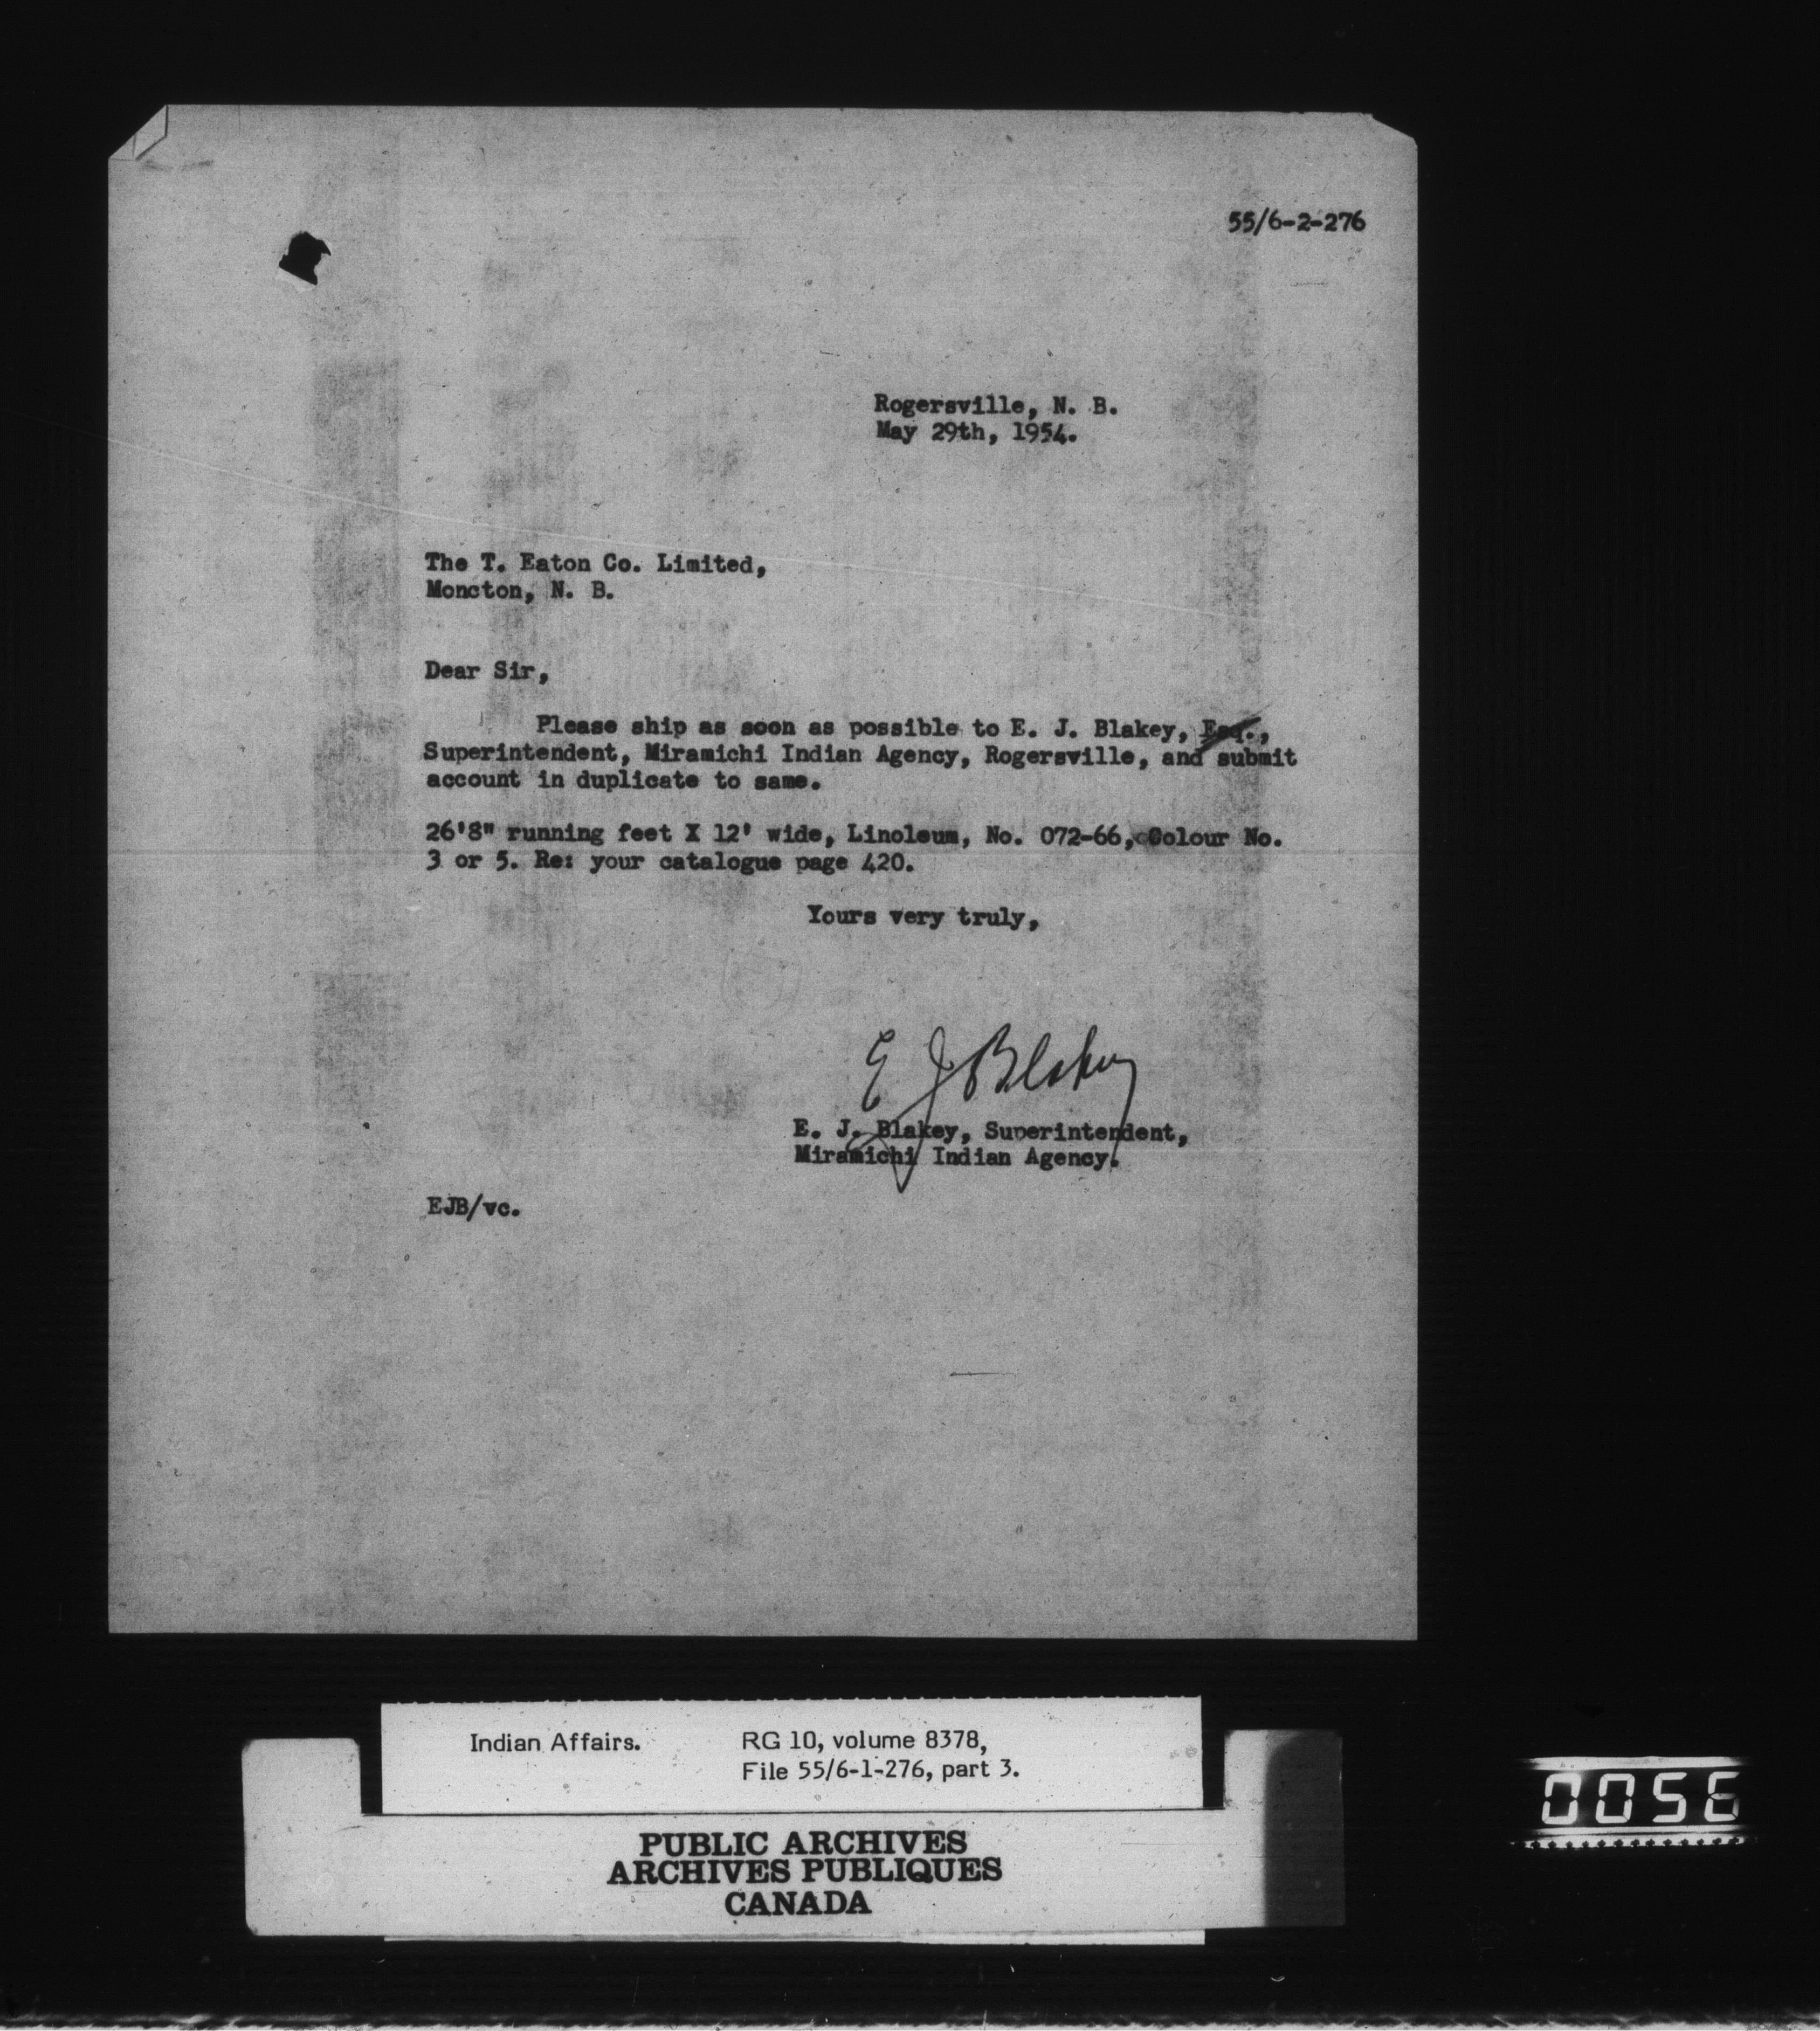 55/6-2-276
Rogersville, N. B.
May 29th, 1954.
The T. Eaton Co. Limited,
Moncton, N. B.
Dear Sir,
Please ship as soon as possible to E. J. Blakey, Esq.,
Superintendent, Miramichi Indian Agency, Rogersville, and submit
account in duplicate to same.
26'8" running feet X 12' wide, Linoleum, No. 072-66, Colour No.
3 or 5. Re: your catalogue page 420.
Yours very truly,
E J Blakey
E. J. Blakey, Superintendent,
Miramichi Indian Agency.
EJB/vc.
Indian Affairs. RG 10, volume 8378,
File 55/6-1-276, part 3.
PUBLIC ARCHIVES
ARCHIVES PUBLIQUES
CANADA